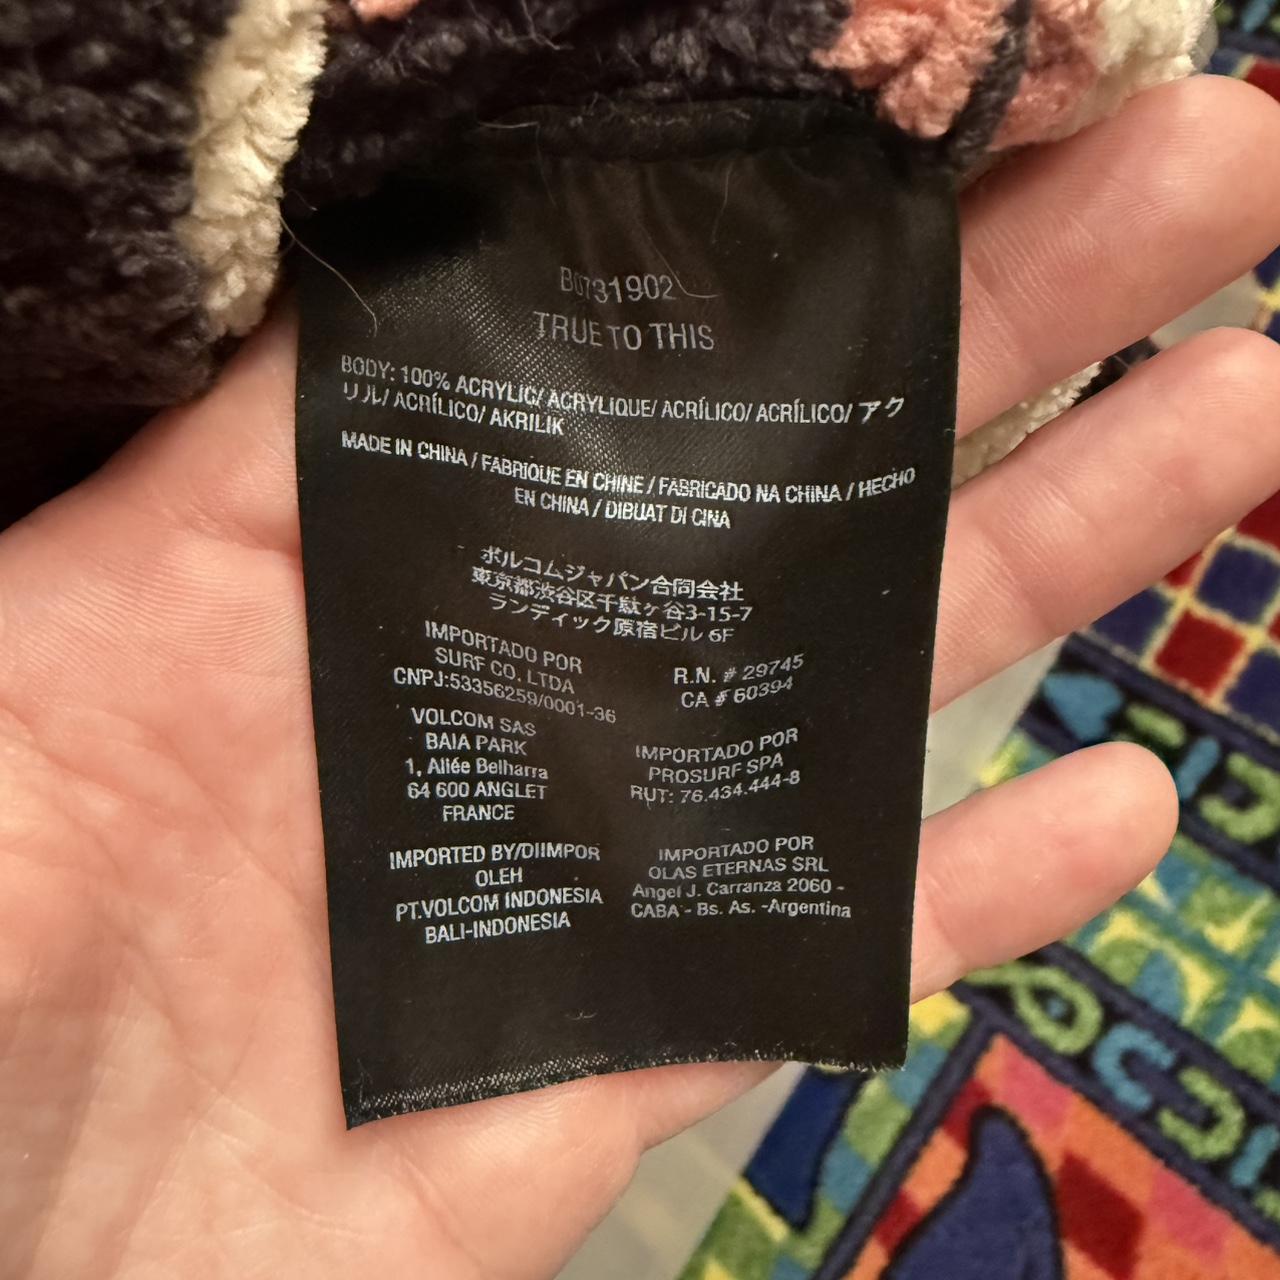 B0731902
TRUE TO THIS
BODY: 100% ACRYLIC/ ACRYLIQUE/ ACRÍLICO/ ACRÍLICO/ アク
リル/ ACRÍLICO/ AKRILIK
MADE IN CHINA / FABRIQUE EN CHINE / FABRICADO NA CHINA / HECHO
EN CHINA / DIBUAT DI CINA
ボルコムジャパン合同会社
東京都渋谷区千駄ヶ谷3-15-7
ランディック原宿ビル 6F
IMPORTADO POR
SURF CO. LTDA
CNPJ:53356259/0001-36
R.N. # 29745
CA # 60394
VOLCOM SAS
BAIA PARK
1, Allée Belharra
64 600 ANGLET
FRANCE
IMPORTADO POR
PROSURF SPA
RUT: 76.434.444-8
IMPORTED BY/DIIMPOR
OLEH
PT.VOLCOM INDONESIA
BALI-INDONESIA
IMPORTADO POR
OLAS ETERNAS SRL
Angel J. Carranza 2060 -
CABA - Bs. As. -Argentina